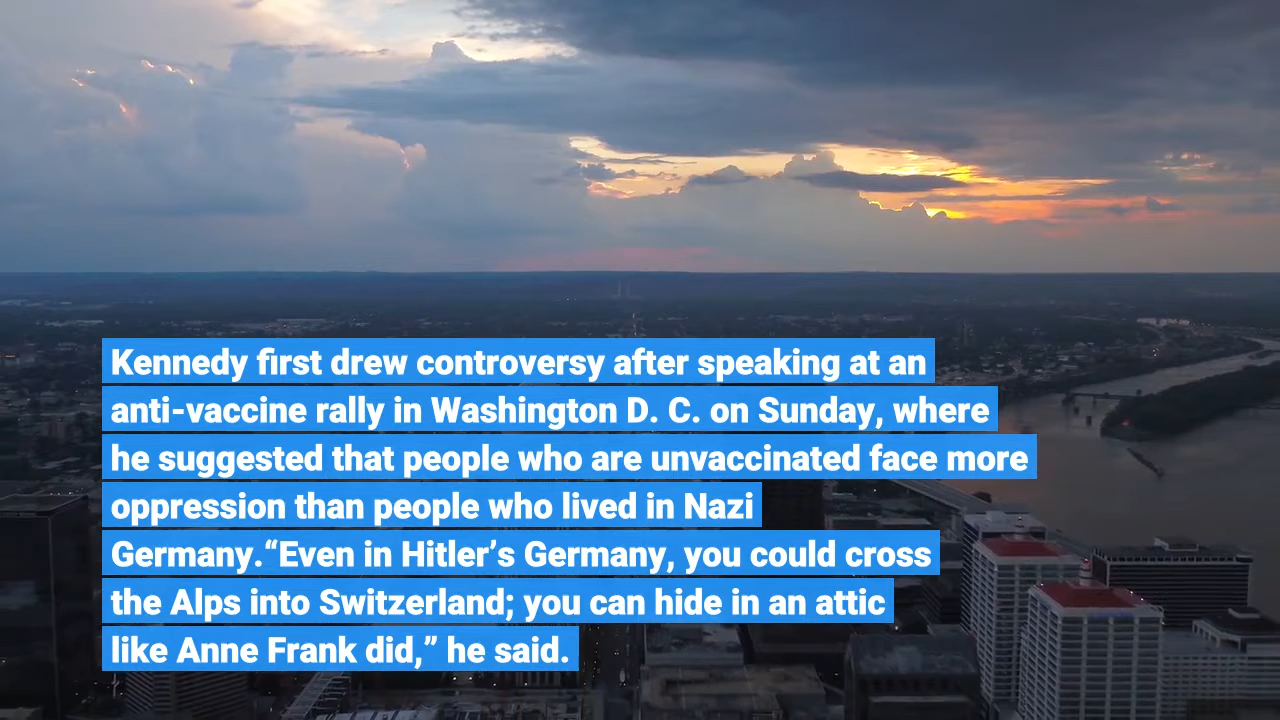 Kennedy first drew controversy after speaking at an
anti-vaccine rally in Washington D. C. on Sunday, where
he suggested that people who are unvaccinated face more
oppression than people who lived in Nazi
Germany.“Even in Hitler’s Germany, you could cross
the Alps into Switzerland; you can hide in an attic
like Anne Frank did,” he said.